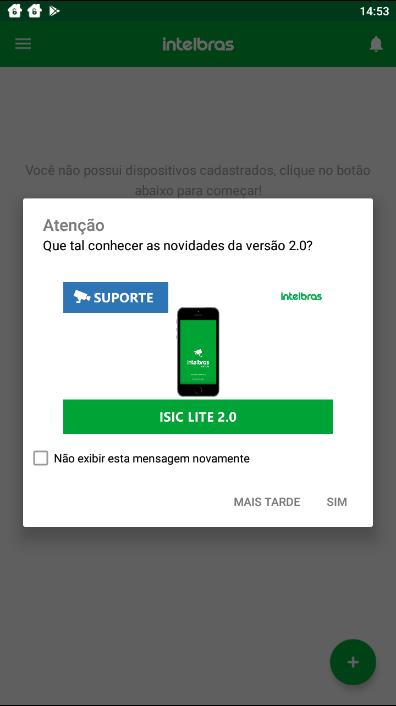 14:53
intelbras
Você não possui dispositivos cadastrados, clique no botão
abaixo para começar!
Atenção
Que tal conhecer as novidades da versão 2.0?
SUPORTE
intelbras
intelbras
ISIC LITE 2.0
Não exibir esta mensagem novamente
MAIS TARDE SIM